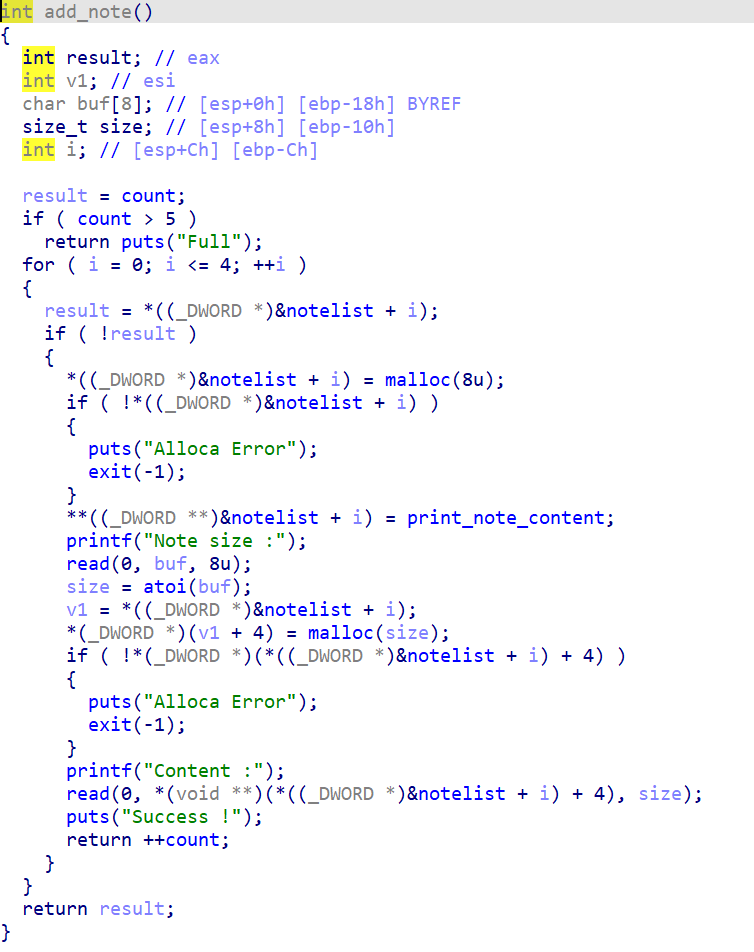 int add_note()
{
  int result; // eax
  int v1; // esi
  char buf[8]; // [esp+0h] [ebp-18h] BYREF
  size_t size; // [esp+8h] [ebp-10h]
  int i; // [esp+Ch] [ebp-Ch]

  result = count;
  if ( count > 5 )
    return puts("Full");
  for ( i = 0; i <= 4; ++i )
  {
    result = *((_DWORD *)&notelist + i);
    if ( !result )
    {
      *((_DWORD *)&notelist + i) = malloc(8u);
      if ( !*((_DWORD *)&notelist + i) )
      {
        puts("Alloca Error");
        exit(-1);
      }
      **((_DWORD **)&notelist + i) = print_note_content;
      printf("Note size :");
      read(0, buf, 8u);
      size = atoi(buf);
      v1 = *((_DWORD *)&notelist + i);
      *(_DWORD *)(v1 + 4) = malloc(size);
      if ( !*(_DWORD *)(*((_DWORD *)&notelist + i) + 4) )
      {
        puts("Alloca Error");
        exit(-1);
      }
      printf("Content :");
      read(0, *(void **)(*((_DWORD *)&notelist + i) + 4), size);
      puts("Success !");
      return ++count;
    }
  }
  return result;
}